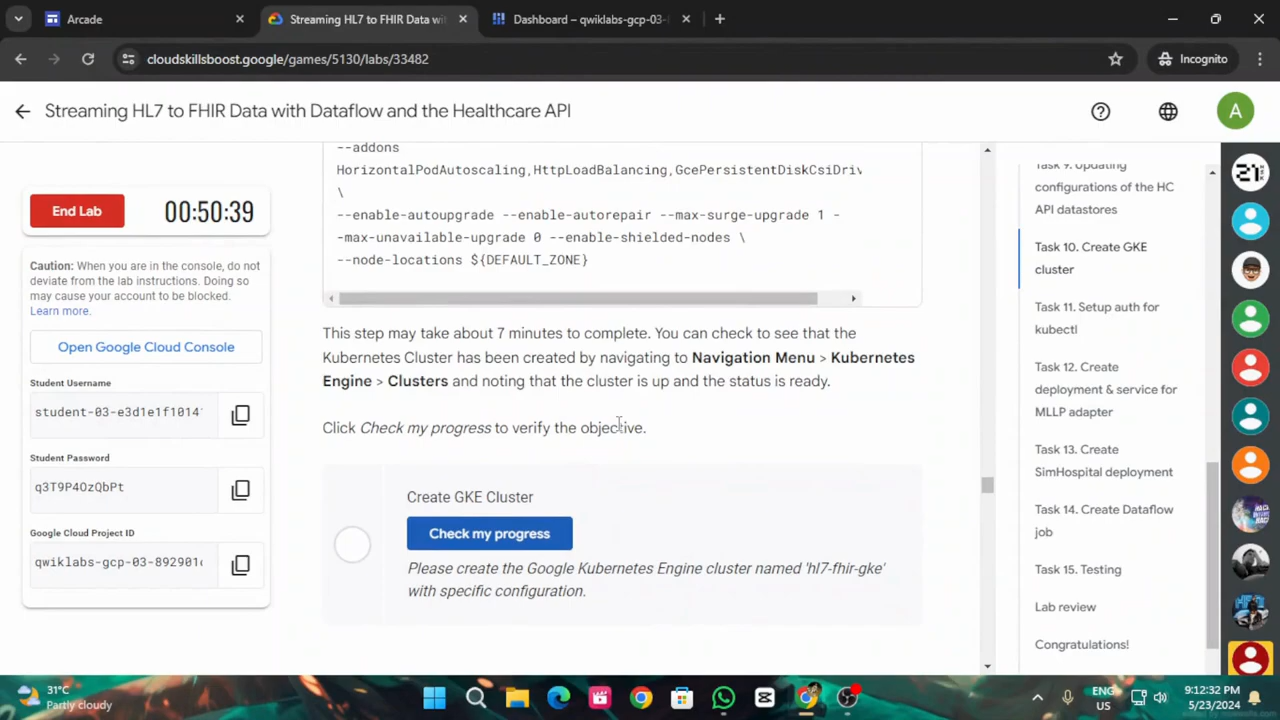 Arcade
Streaming HL7 to FHIR Data wi
Dashboard – qwiklabs-gcp-03-
cloudskillsboost.google/games/5130/labs/33482
Incognito
Streaming HL7 to FHIR Data with Dataflow and the Healthcare API
A
End Lab
00:50:39
Caution: When you are in the console, do not
deviate from the lab instructions. Doing so
may cause your account to be blocked.
Learn more.
Open Google Cloud Console
Student Username
student-03-e3d1e1f1014
Student Password
q3T9P4OzQbPt
Google Cloud Project ID
qwiklabs-gcp-03-892901
--addons
HorizontalPodAutoscaling,HttpLoadBalancing,GcePersistentDiskCsiDriv
\
--enable-autoupgrade --enable-autorepair --max-surge-upgrade 1 -
-max-unavailable-upgrade 0 --enable-shielded-nodes \
--node-locations ${DEFAULT_ZONE}
This step may take about 7 minutes to complete. You can check to see that the
Kubernetes Cluster has been created by navigating to Navigation Menu > Kubernetes
Engine > Clusters and noting that the cluster is up and the status is ready.
Click Check my progress to verify the objective.
Create GKE Cluster
Check my progress
Please create the Google Kubernetes Engine cluster named 'hl7-fhir-gke'
with specific configuration.
Task 9. Updating
configurations of the HC
API datastores
Task 10. Create GKE
cluster
Task 11. Setup auth for
kubectl
Task 12. Create
deployment & service for
MLLP adapter
Task 13. Create
SimHospital deployment
Task 14. Create Dataflow
job
Task 15. Testing
Lab review
Congratulations!
31°C
Partly cloudy
ENG
US
9:12:32 PM
5/23/2024